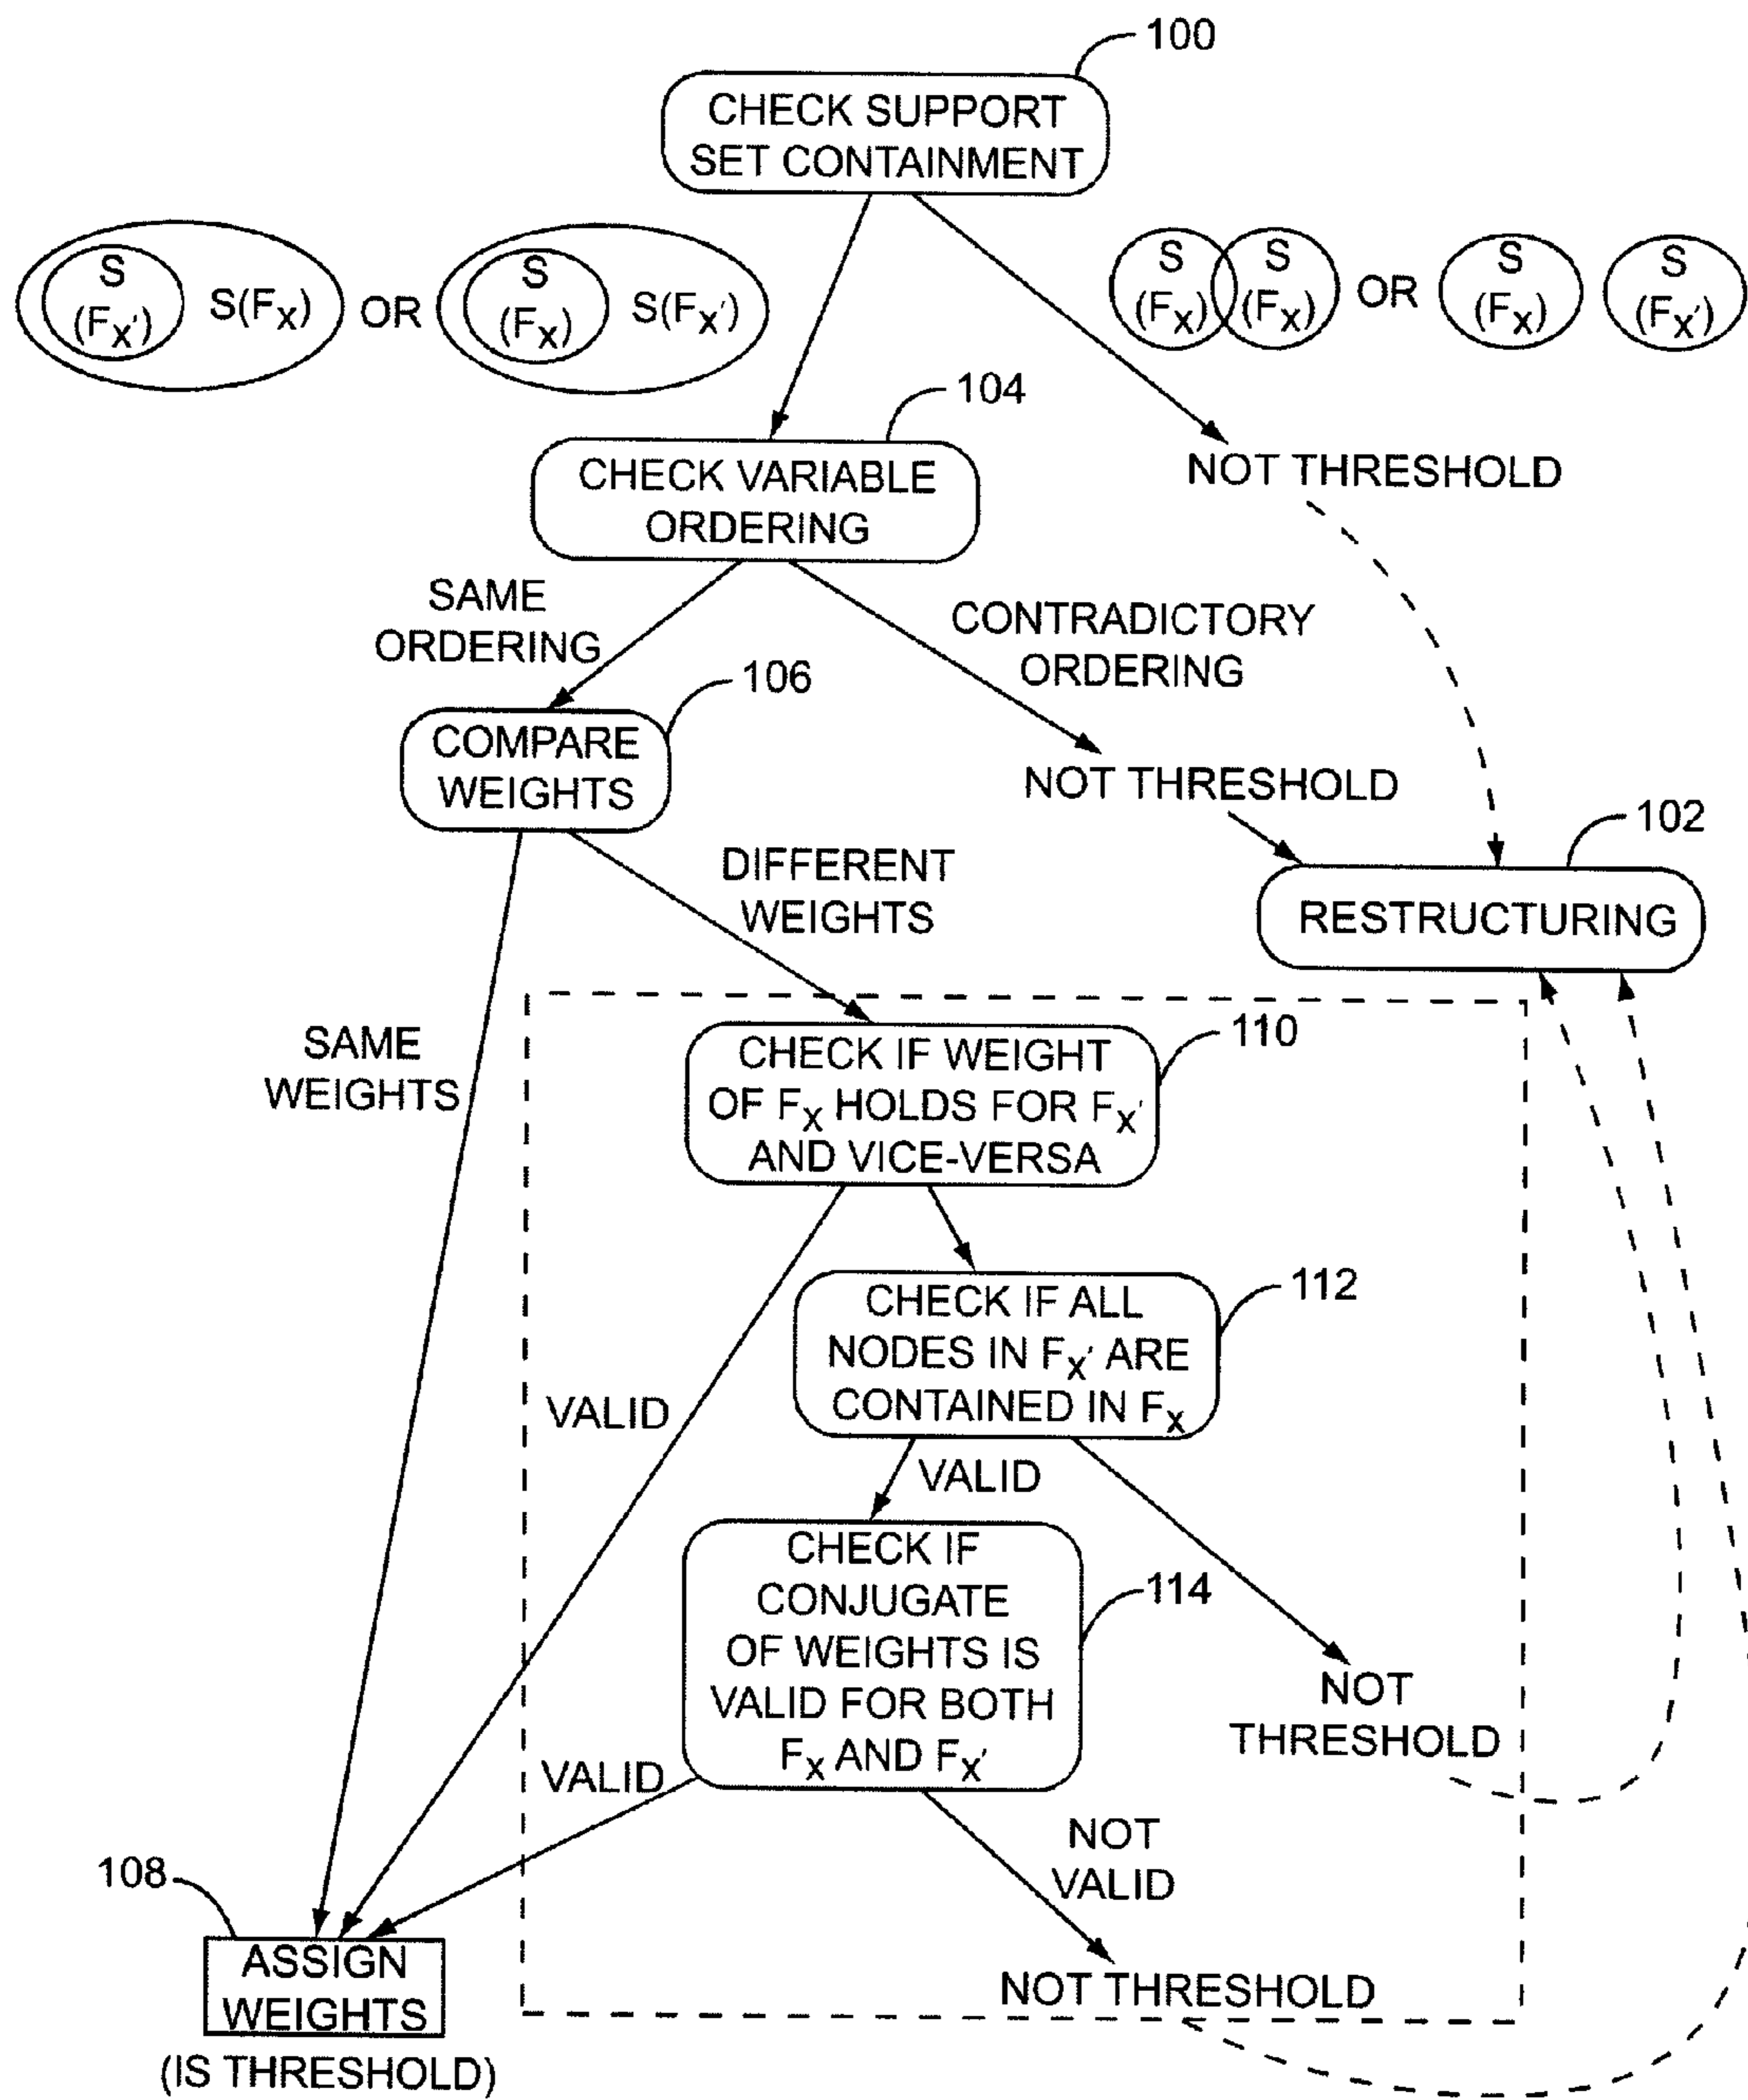 100
CHECK SUPPORT
SET CONTAINMENT
S
(Fx')
S(Fx)
OR
S
(Fx)
S(Fx')
S
(Fx)
S
(Fx)
OR
S
(Fx)
S
(Fx')
104
CHECK VARIABLE
ORDERING
NOT THRESHOLD
SAME
ORDERING
CONTRADICTORY
ORDERING
106
COMPARE
WEIGHTS
NOT THRESHOLD
102
RESTRUCTURING
DIFFERENT
WEIGHTS
SAME
WEIGHTS
110
CHECK IF WEIGHT
OF Fx HOLDS FOR Fx'
AND VICE-VERSA
112
CHECK IF ALL
NODES IN Fx' ARE
CONTAINED IN Fx
VALID
VALID
114
CHECK IF
CONJUGATE
OF WEIGHTS IS
VALID FOR BOTH
Fx AND Fx'
NOT
THRESHOLD
VALID
NOT
VALID
108
ASSIGN
WEIGHTS
(IS THRESHOLD)
NOT THRESHOLD